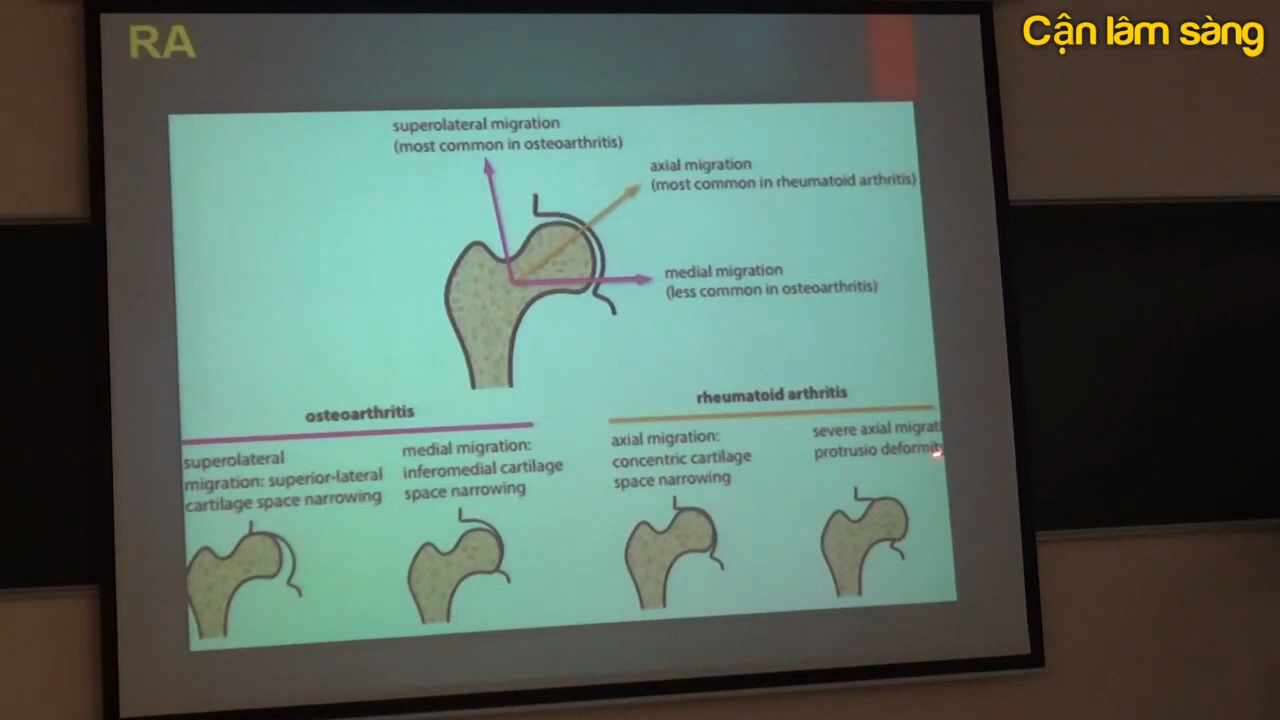 RA
Cận lâm sàng
superolateral migration
(most common in osteoarthritis)
axial migration
(most common in rheumatoid arthritis)
medial migration
(less common in osteoarthritis)
osteoarthritis
superolateral
migration: superior-lateral
cartilage space narrowing
medial migration:
inferomedial cartilage
space narrowing
rheumatoid arthritis
axial migration:
concentric cartilage
space narrowing
severe axial migrati
protrusio deformity